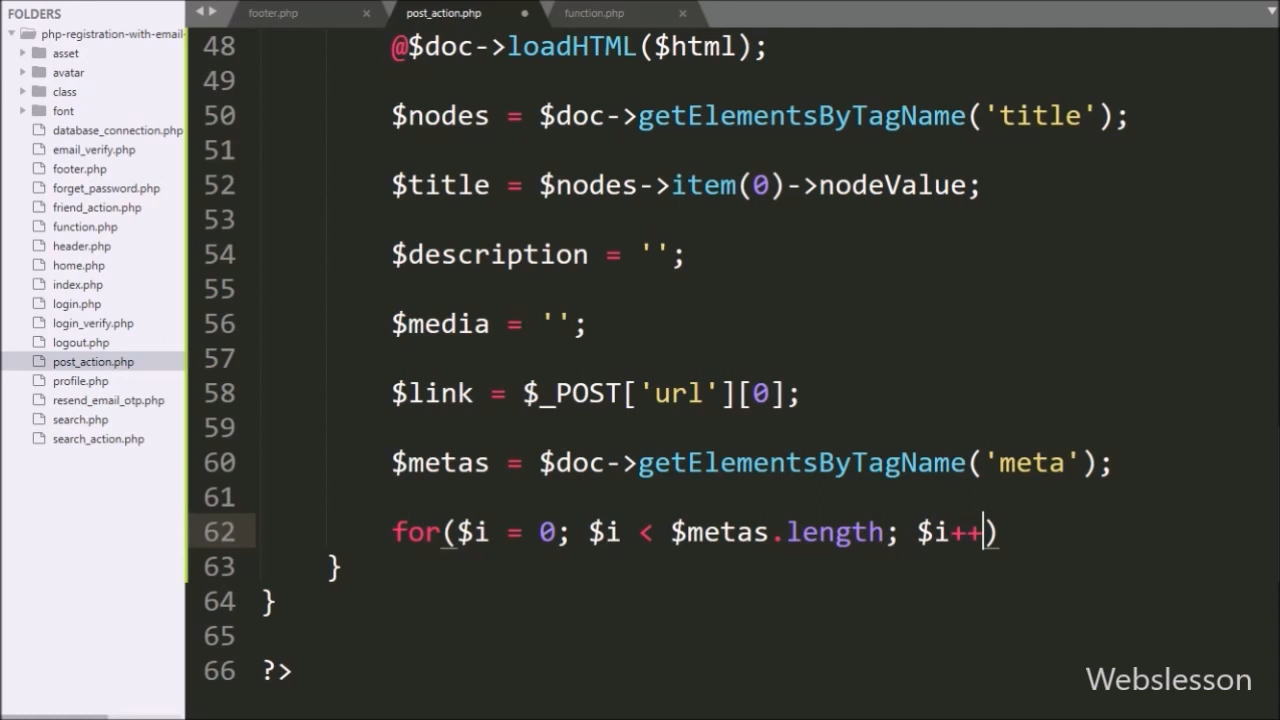 FOLDERS
php-registration-with-email-
asset
avatar
class
font
database_connection.php
email_verify.php
footer.php
forget_password.php
friend_action.php
function.php
header.php
home.php
index.php
login.php
login_verify.php
logout.php
post_action.php
profile.php
resend_email_otp.php
search.php
search_action.php
footer.php
post_action.php
function.php
48 @$doc->loadHTML($html);
49
50 $nodes = $doc->getElementsByTagName('title');
51
52 $title = $nodes->item(0)->nodeValue;
53
54 $description = '';
55
56 $media = '';
57
58 $link = $_POST['url'][0];
59
60 $metas = $doc->getElementsByTagName('meta');
61
62 for($i = 0; $i < $metas.length; $i++)
63 }
64 }
65
66 ?>
Webslesson